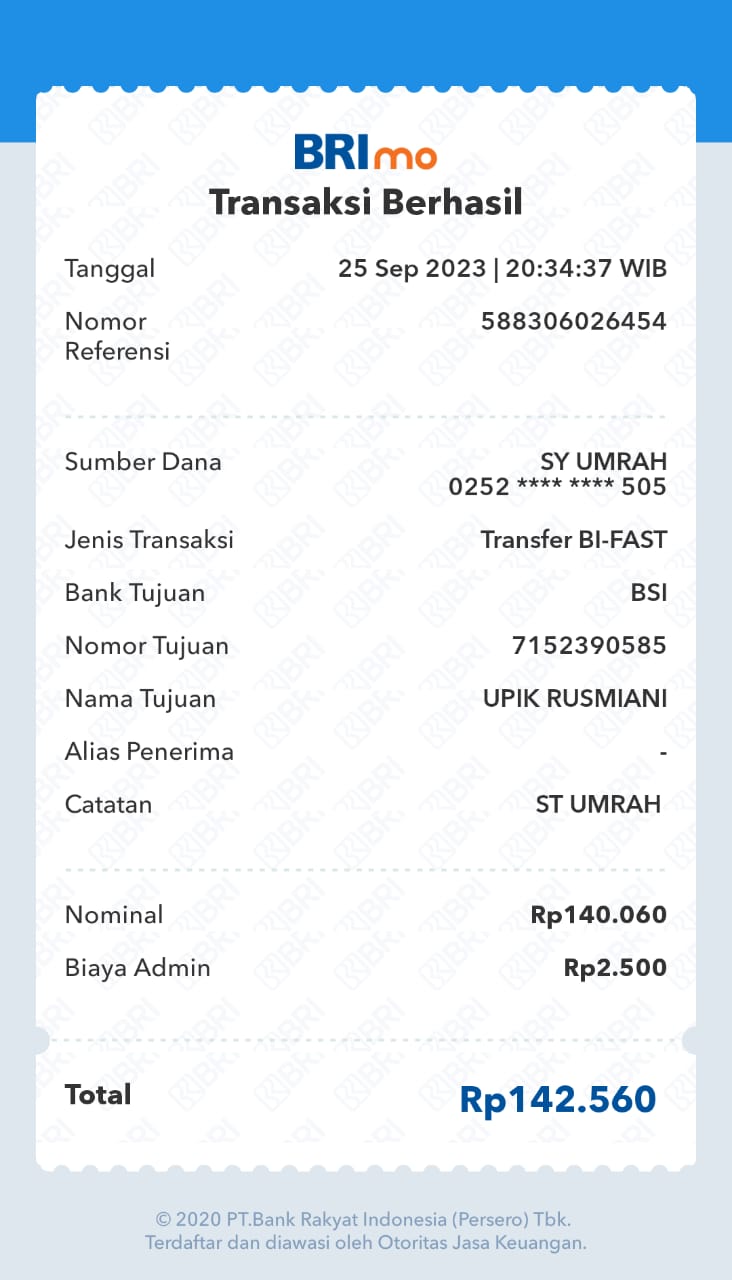 BRImo
Transaksi Berhasil
Tanggal 25 Sep 2023 | 20:34:37 WIB
Nomor Referensi 588306026454
Sumber Dana SY UMRAH
0252 **** **** 505
Jenis Transaksi Transfer BI-FAST
Bank Tujuan BSI
Nomor Tujuan 7152390585
Nama Tujuan UPIK RUSMIANI
Alias Penerima -
Catatan ST UMRAH
Nominal Rp140.060
Biaya Admin Rp2.500
Total Rp142.560
© 2020 PT.Bank Rakyat Indonesia (Persero) Tbk.
Terdaftar dan diawasi oleh Otoritas Jasa Keuangan.